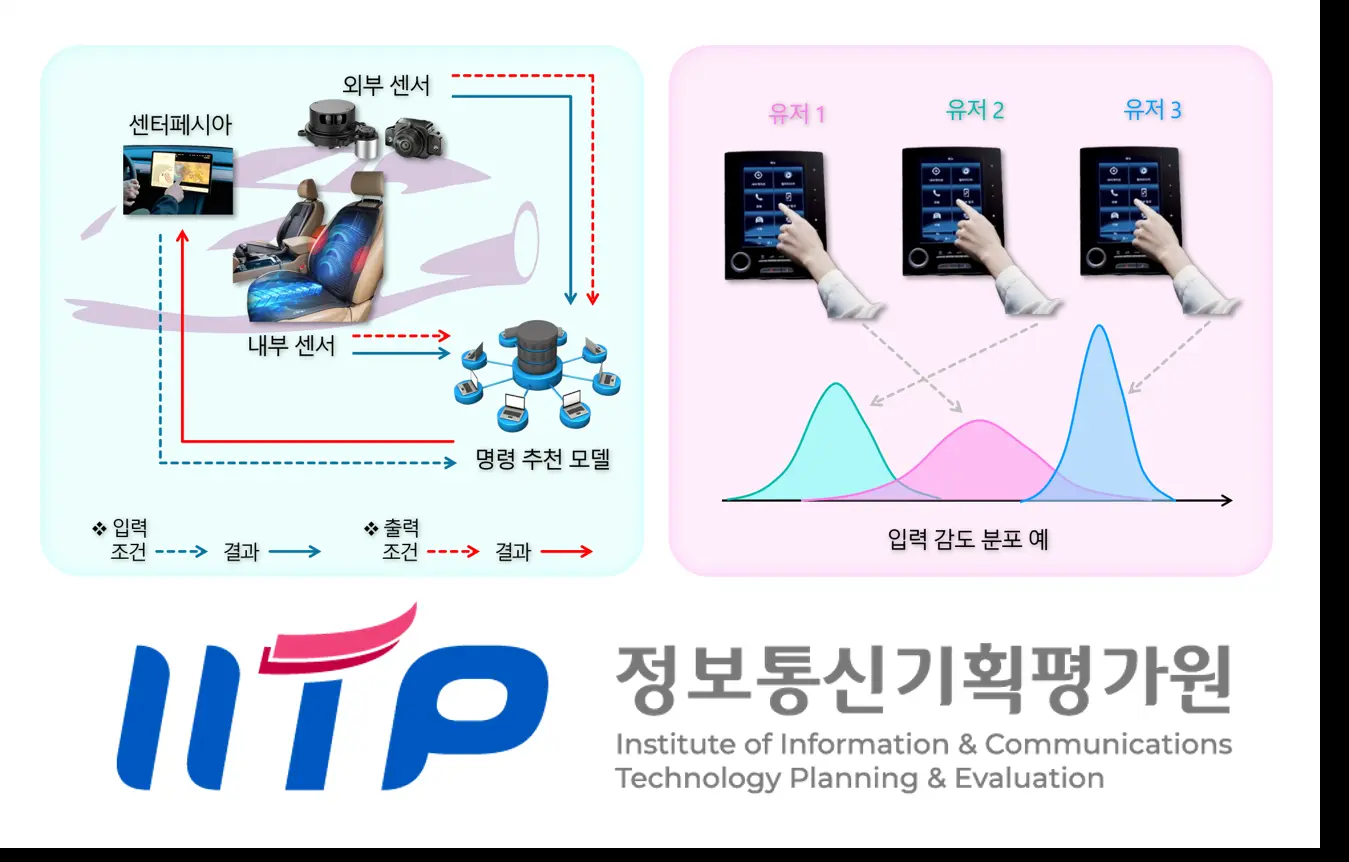 외부 센서
센터페시아
내부 센서
명령 추천 모델
❖ 입력
조건
결과
❖ 출력
조건
결과
유저 1
유저 2
유저 3
입력 감도 분포 예
IITP
정보통신기획평가원
Institute of Information & Communications
Technology Planning & Evaluation